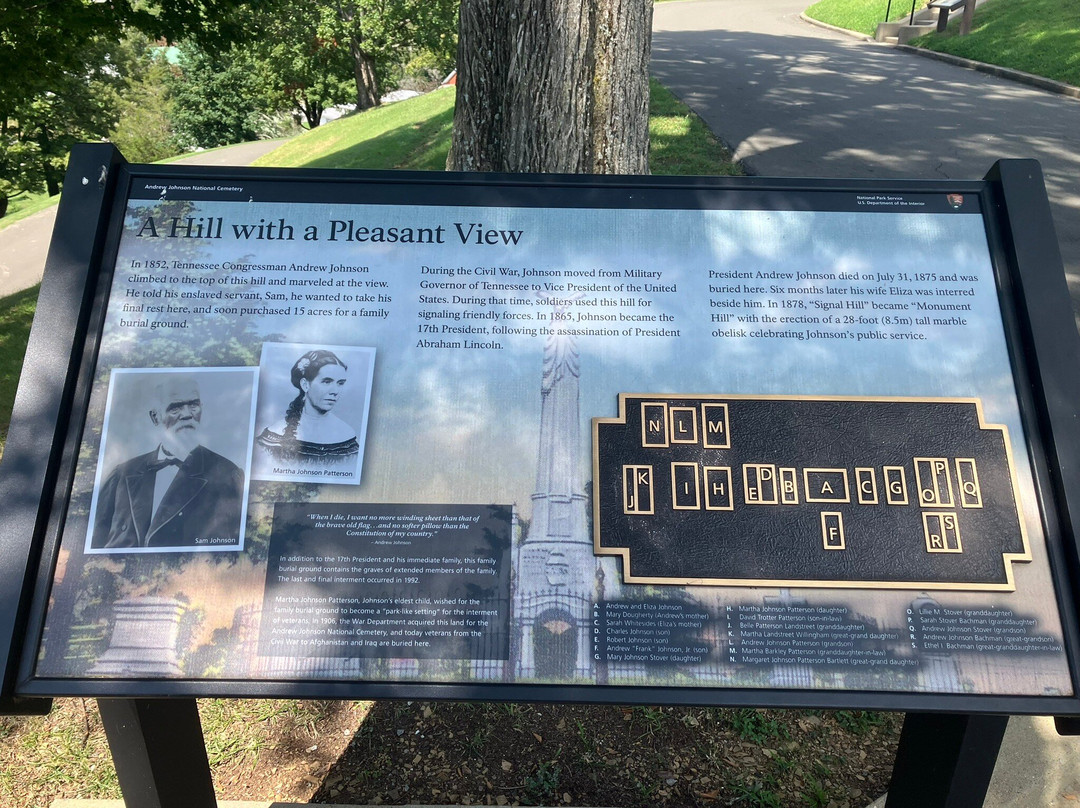 Andrew Johnson National Cemetery
National Park Service
U.S. Department of the Interior
A Hill with a Pleasant View
In 1852, Tennessee Congressman Andrew Johnson
climbed to the top of this hill and marveled at the view.
He told his enslaved servant, Sam, he wanted to take his
final rest here, and soon purchased 15 acres for a family
burial ground.
During the Civil War, Johnson moved from Military
Governor of Tennessee to Vice President of the United
States. During that time, soldiers used this hill for
signaling friendly forces. In 1865, Johnson became the
17th President, following the assassination of President
Abraham Lincoln.
President Andrew Johnson died on July 31, 1875 and was
buried here. Six months later his wife Eliza was interred
beside him. In 1878, “Signal Hill” became “Monument
Hill” with the erection of a 28-foot (8.5m) tall marble
obelisk celebrating Johnson’s public service.
Martha Johnson Patterson
Sam Johnson
“When I die, I want no more winding sheet than that of
the brave old flag…and no softer pillow than the
Constitution of my country.”
- Andrew Johnson
In addition to the 17th President and his immediate family, this family
burial ground contains the graves of extended members of the family.
The last and final interment occurred in 1992.
Martha Johnson Patterson, Johnson’s eldest child, wished for the
family burial ground to become a “park-like setting” for the interment
of veterans. In 1906, the War Department acquired this land for the
Andrew Johnson National Cemetery, and today veterans from the
Civil War to Afghanistan and Iraq are buried here.
N L M
J K I H E D B A C G O P Q
F R S
A. Andrew and Eliza Johnson
B. Mary Dougherty (Andrew’s mother)
C. Sarah Whitesides (Eliza’s mother)
D. Charles Johnson (son)
E. Robert Johnson (son)
F. Andrew “Frank” Johnson, Jr. (son)
G. Mary Johnson Stover (daughter)
H. Martha Johnson Patterson (daughter)
I. David Trotter Patterson (son-in-law)
J. Belle Patterson Landstreet (granddaughter)
K. Martha Landstreet Willingham (great-grand daughter)
L. Andrew Johnson Patterson (grandson)
M. Martha Barkley Patterson (granddaughter-in-law)
N. Margaret Johnson Patterson Bartlett (great-grand daughter)
O. Lillie M. Stover (granddaughter)
P. Sarah Stover Bachman (granddaughter)
Q. Andrew Johnson Stover (grandson)
R. Andrew Johnson Bachman (great-grandson)
S. Ethel I. Bachman (great-granddaughter-in-law)